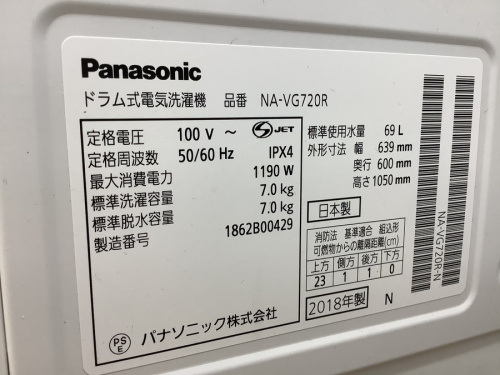 Panasonic
ドラム式電気洗濯機 品番 NA-VG720R
定格電圧 100 V ～
定格周波数 50/60 Hz
最大消費電力 1190 W
標準洗濯容量 7.0 kg
標準脱水容量 7.0 kg
製造番号 1862B00429
S JET
IPX4
標準使用水量 69 L
外形寸法 幅 639 mm
奥行 600 mm
高さ 1050 mm
日本製
消防法 基準適合 組込形
可燃物からの離隔距離(cm)
上方 側方 後方 下方
23 1 1 0
2018年製 N
PS
E
パナソニック株式会社
NA-VG720R-N